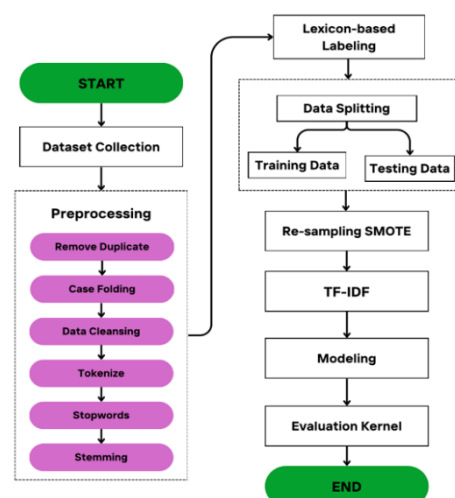 START
Dataset Collection
Preprocessing
Remove Duplicate
Case Folding
Data Cleansing
Tokenize
Stopwords
Stemming
Lexicon-based
Labeling
Data Splitting
Training Data
Testing Data
Re-sampling SMOTE
TF-IDF
Modeling
Evaluation Kernel
END